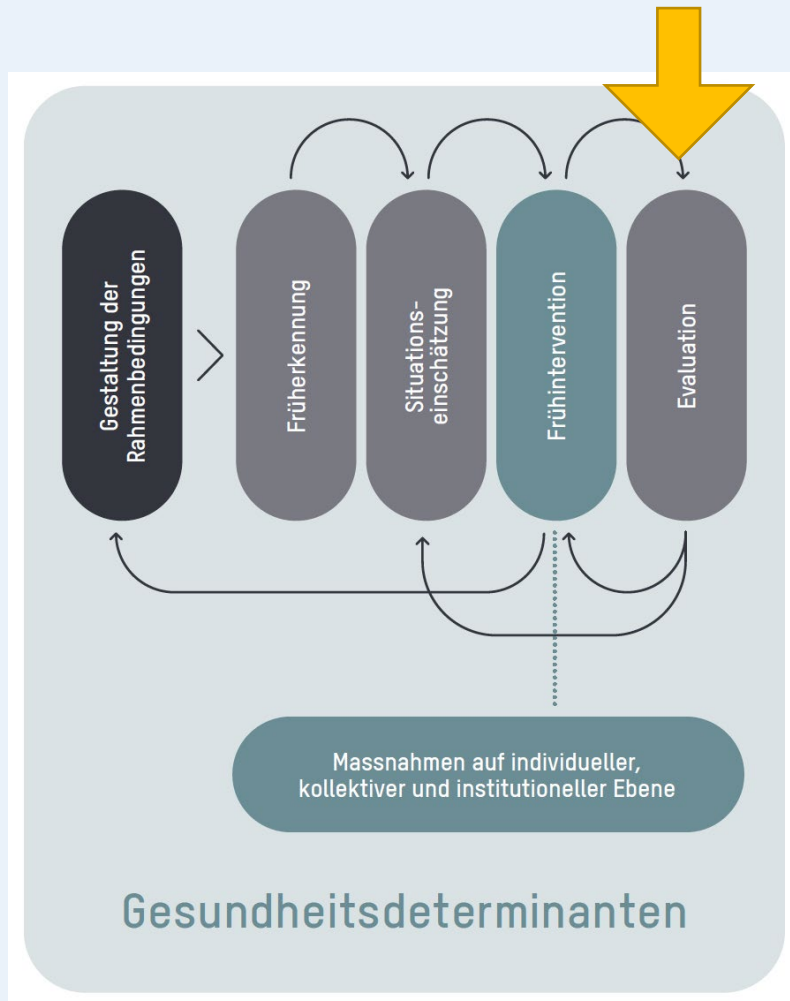 Gestaltung der
Rahmenbedingungen
Früherkennung
Situations-
einschätzung
Frühintervention
Evaluation
Massnahmen auf individueller,
kollektiver und institutioneller Ebene
Gesundheitsdeterminanten